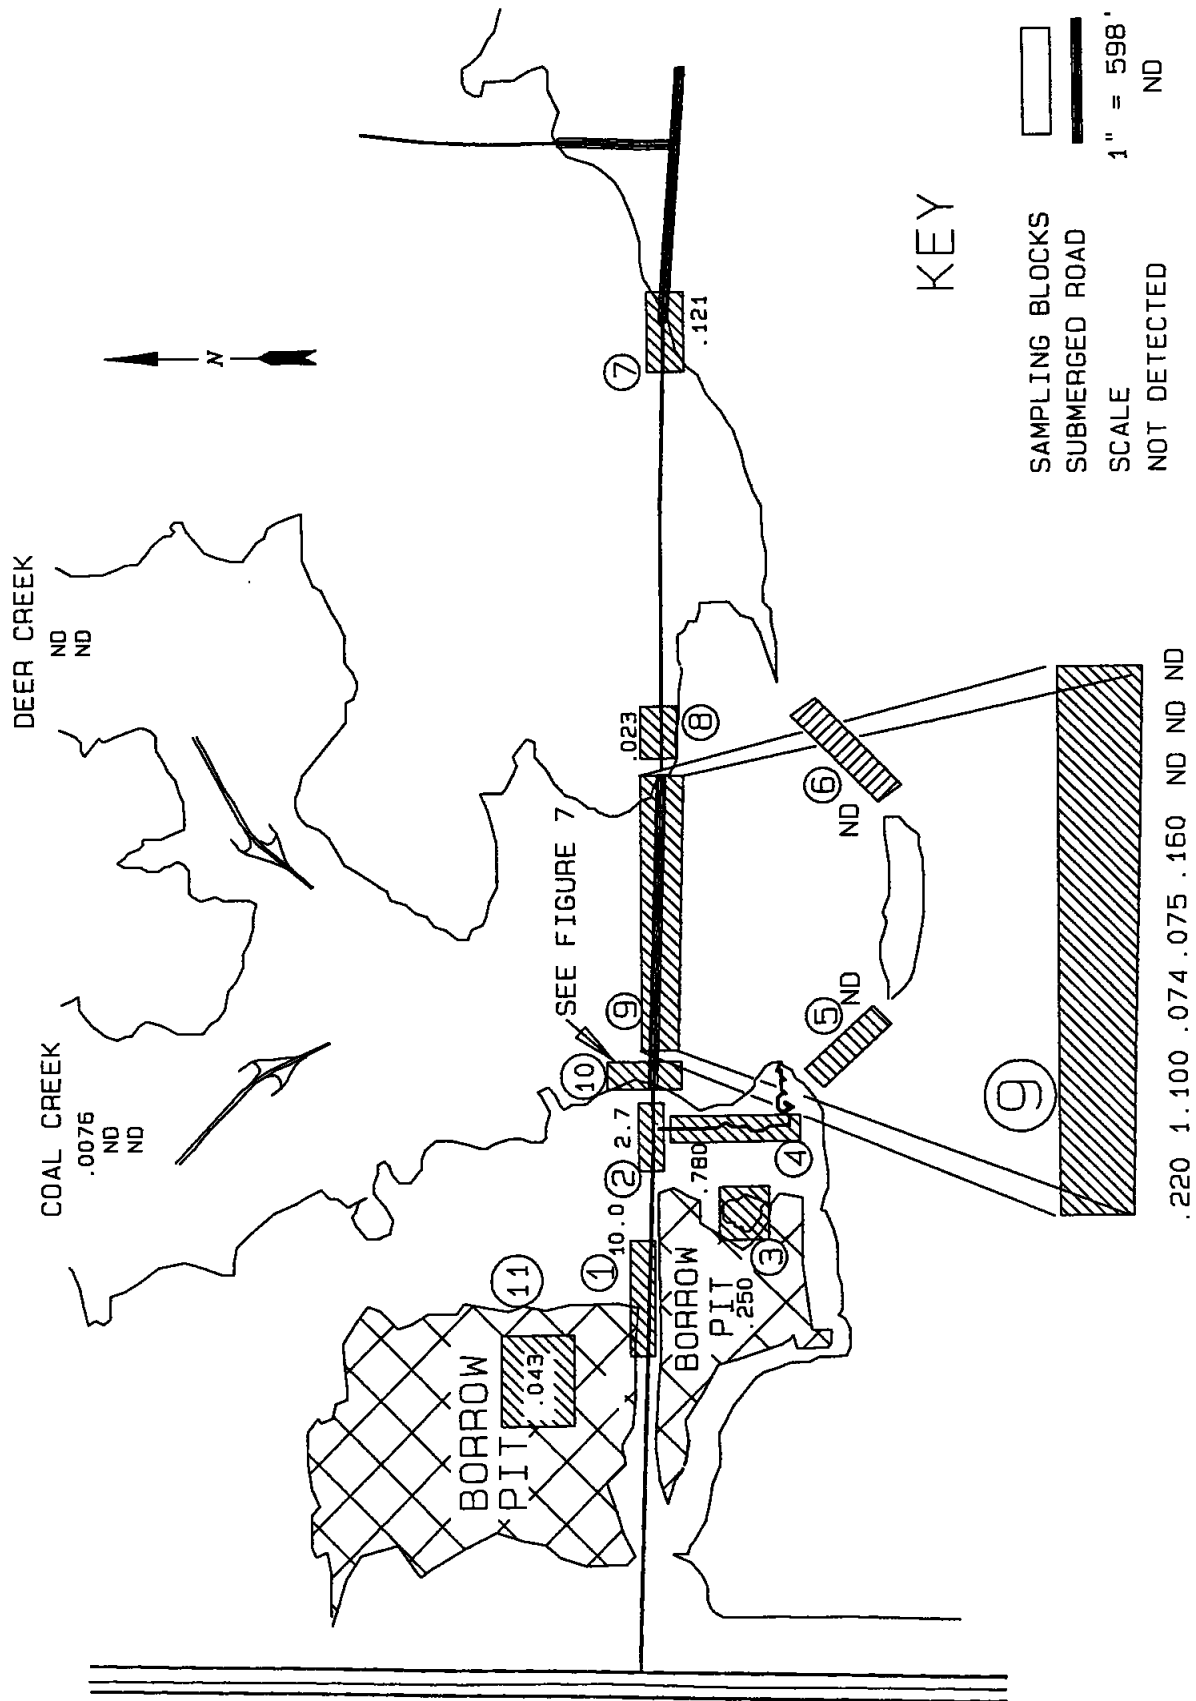 COAL CREEK
.0076
ND
ND
DEER CREEK
ND
ND
N
BORROW
PIT
.043
11
1
10.0
2
2.7
10
SEE FIGURE 7
9
.023
8
7
.121
BORROW
PIT
.250
3
.780
4
5
ND
6
ND
9
.220 1.100 .074 .075 .160 ND ND ND
KEY
SAMPLING BLOCKS
SUBMERGED ROAD
SCALE 1" = 598'
NOT DETECTED ND